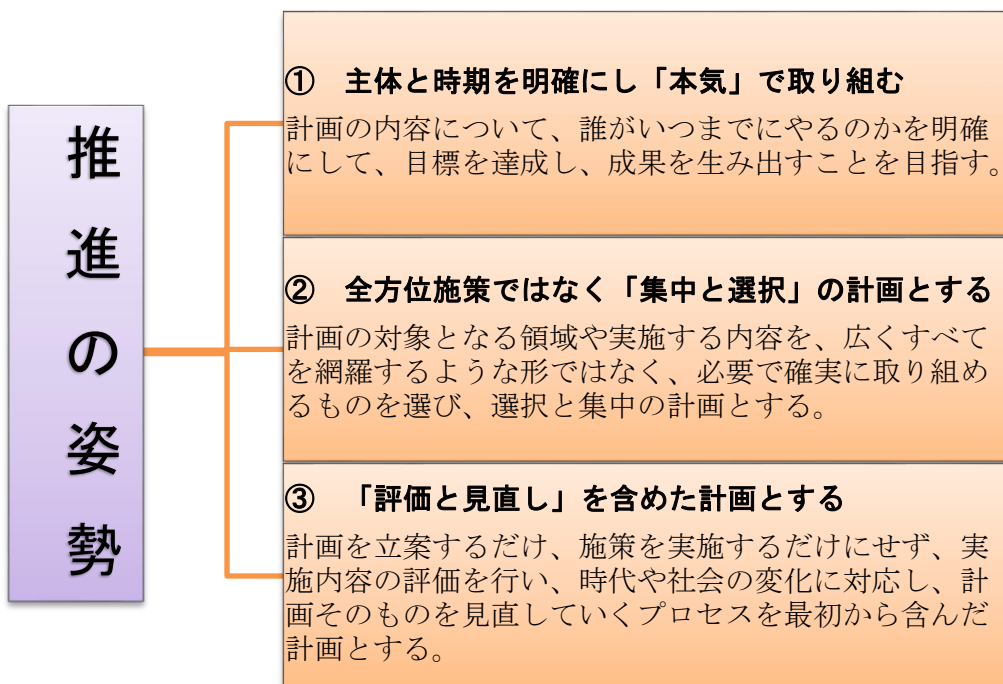 推進の姿勢
① 主体と時期を明確にし「本気」で取り組む
計画の内容について、誰がいつまでにやるのかを明確
にして、目標を達成し、成果を生み出すことを目指す。
② 全方位施策ではなく「集中と選択」の計画とする
計画の対象となる領域や実施する内容を、広くすべて
を網羅するような形ではなく、必要で確実に取り組め
るものを選び、選択と集中の計画とする。
③ 「評価と見直し」を含めた計画とする
計画を立案するだけ、施策を実施するだけにせず、実
施内容の評価を行い、時代や社会の変化に対応し、計
画そのものを見直していくプロセスを最初から含んだ
計画とする。